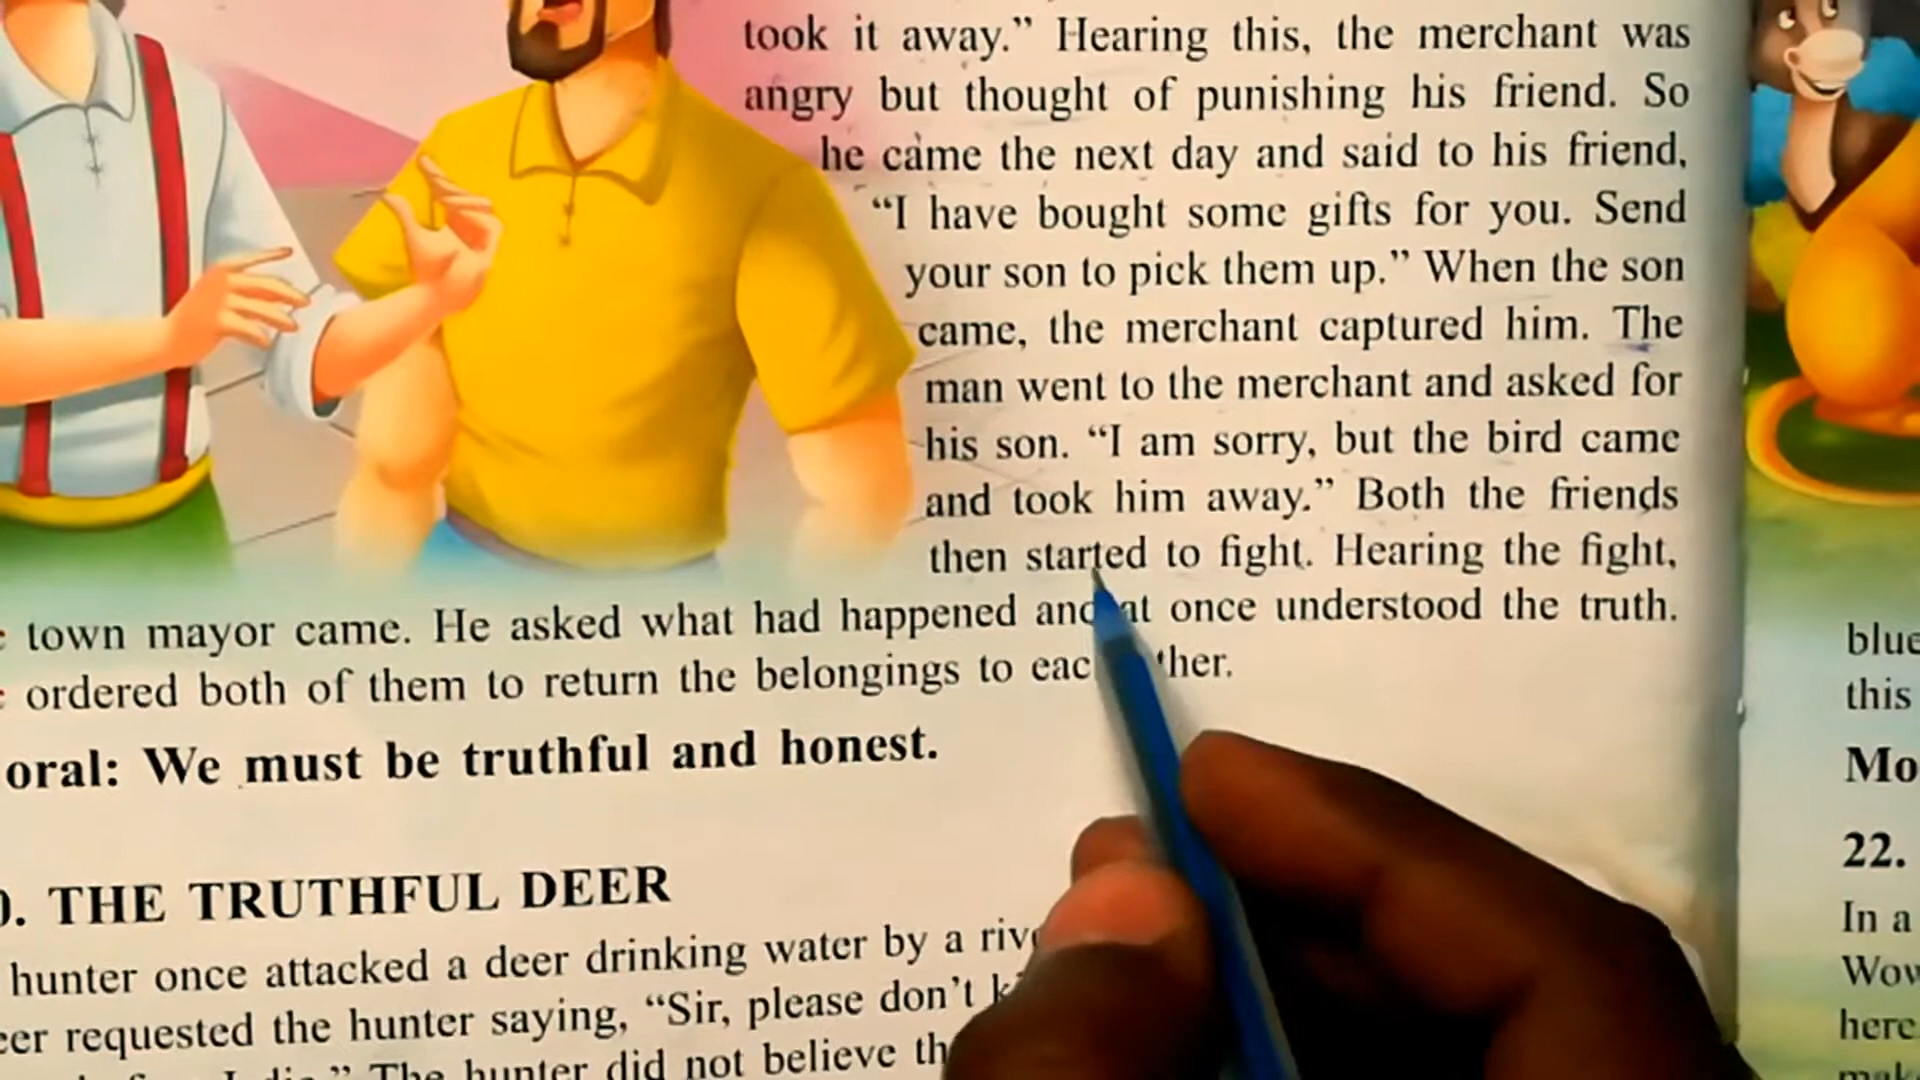 took it away.” Hearing this, the merchant was
angry but thought of punishing his friend. So
he came the next day and said to his friend,
“I have bought some gifts for you. Send
your son to pick them up.” When the son
came, the merchant captured him. The
man went to the merchant and asked for
his son. “I am sorry, but the bird came
and took him away.” Both the friends
then started to fight. Hearing the fight,
town mayor came. He asked what had happened and at once understood the truth.
ordered both of them to return the belongings to each other.
oral: We must be truthful and honest.
0. THE TRUTHFUL DEER
hunter once attacked a deer drinking water by a
requested the hunter saying, “Sir, please don’t
The hunter did not believe
blue
this
Mo
22.
In a
Wow
here